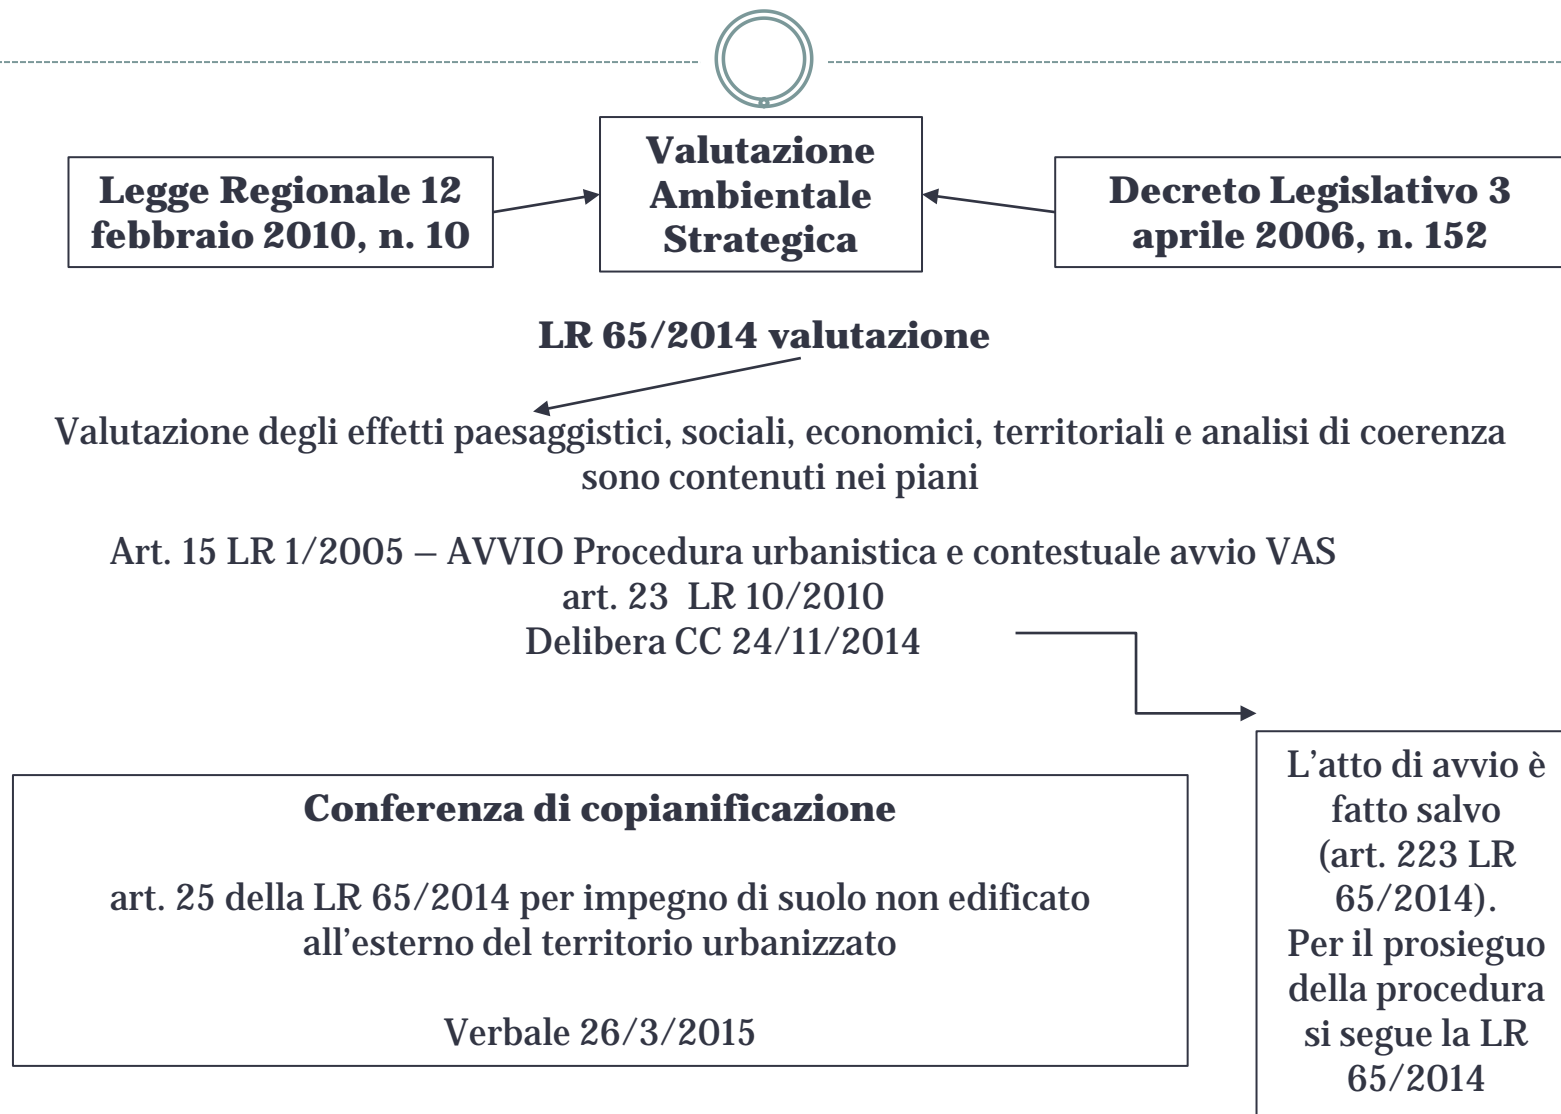 Legge Regionale 12
febbraio 2010, n. 10
Valutazione
Ambientale
Strategica
Decreto Legislativo 3
aprile 2006, n. 152
LR 65/2014 valutazione
Valutazione degli effetti paesaggistici, sociali, economici, territoriali e analisi di coerenza
sono contenuti nei piani
Art. 15 LR 1/2005 – AVVIO Procedura urbanistica e contestuale avvio VAS
art. 23 LR 10/2010
Delibera CC 24/11/2014
Conferenza di copianificazione
art. 25 della LR 65/2014 per impegno di suolo non edificato
all’esterno del territorio urbanizzato
Verbale 26/3/2015
L’atto di avvio è
fatto salvo
(art. 223 LR
65/2014).
Per il prosieguo
della procedura
si segue la LR
65/2014